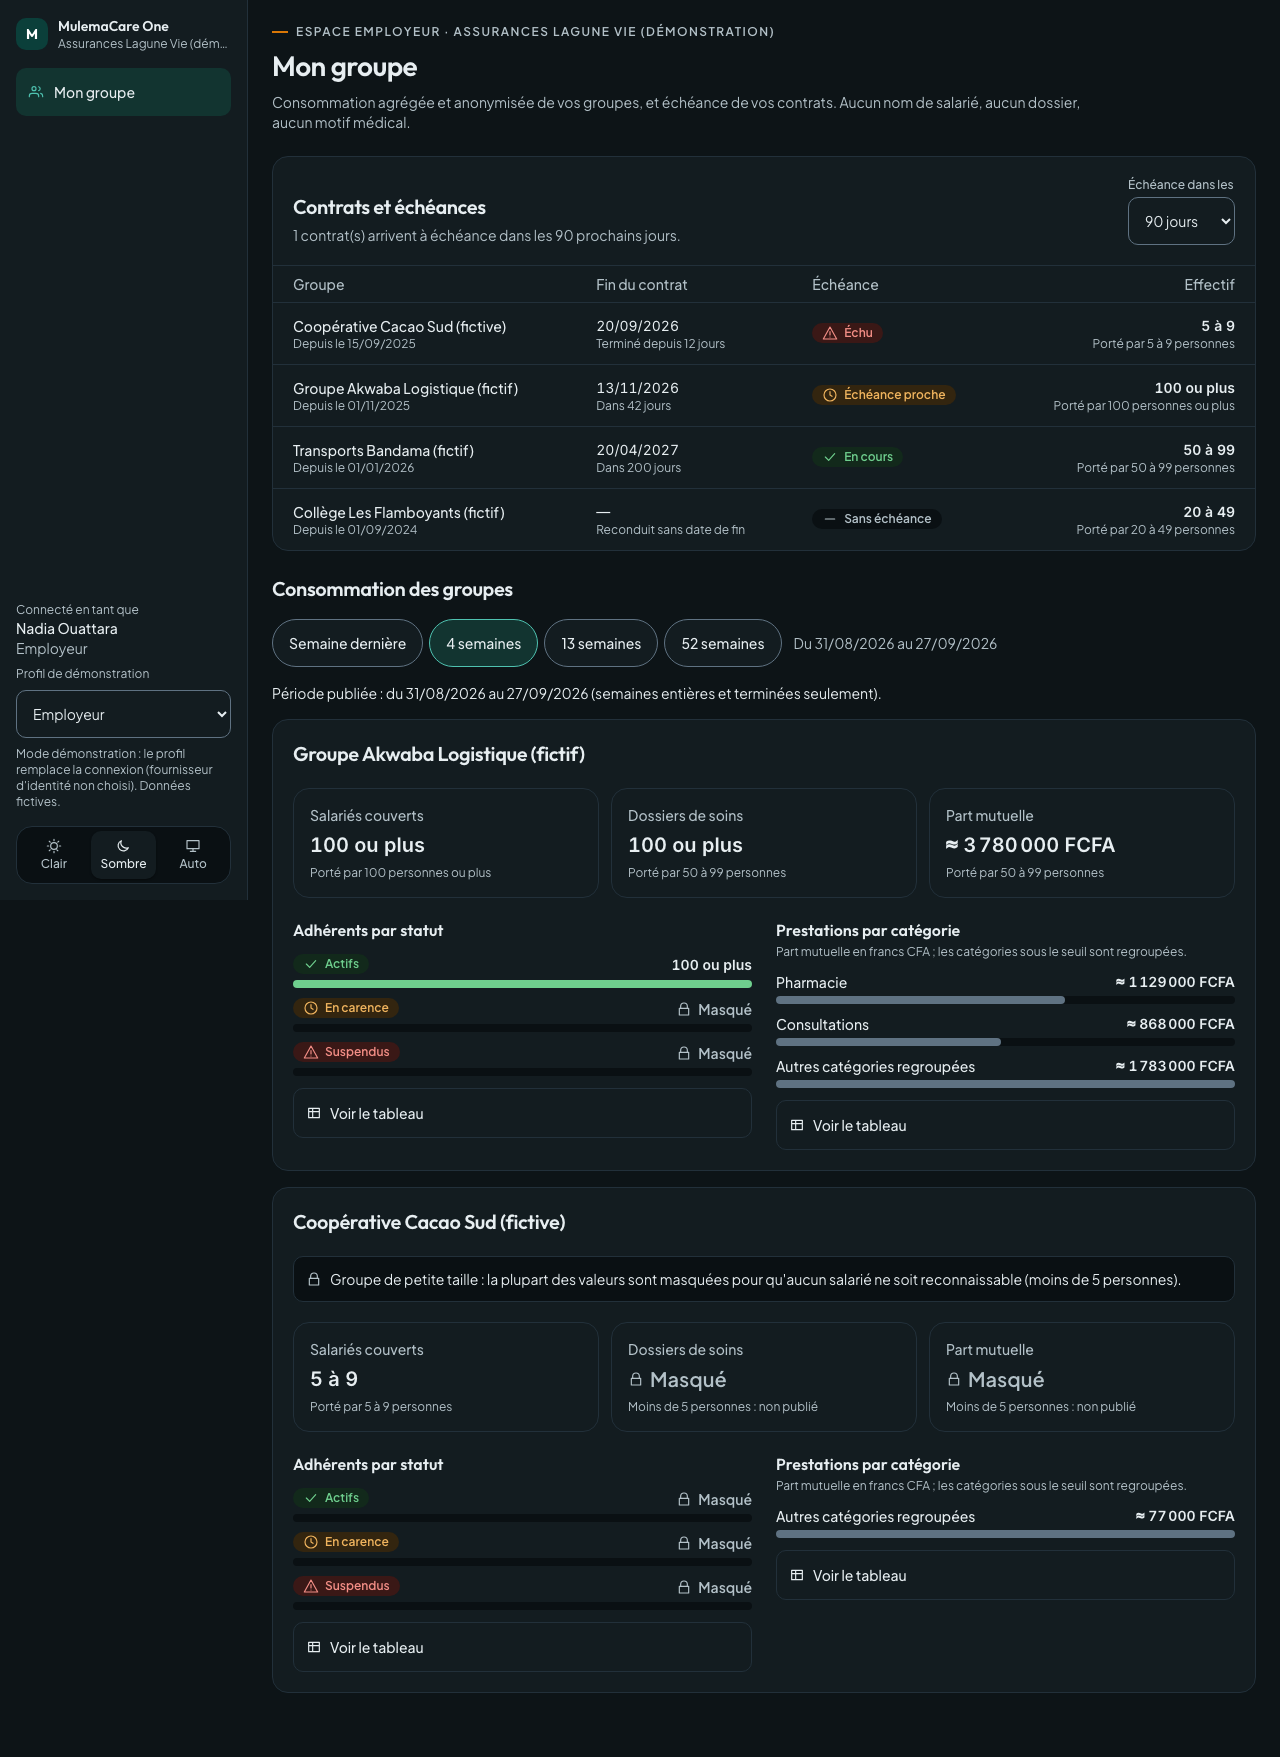 M
MulemaCare One
Assurances Lagune Vie (dém…
Mon groupe
Connecté en tant que
Nadia Ouattara
Employeur
Profil de démonstration
Employeur
Mode démonstration : le profil
remplace la connexion (fournisseur
d'identité non choisi). Données
fictives.
Clair
Sombre
Auto
ESPACE EMPLOYEUR · ASSURANCES LAGUNE VIE (DÉMONSTRATION)
Mon groupe
Consommation agrégée et anonymisée de vos groupes, et échéance de vos contrats. Aucun nom de salarié, aucun dossier,
aucun motif médical.
Contrats et échéances
1 contrat(s) arrivent à échéance dans les 90 prochains jours.
Échéance dans les
90 jours
Groupe Fin du contrat Échéance Effectif
Coopérative Cacao Sud (fictive) 20/09/2026 Échu 5 à 9
Depuis le 15/09/2025 Terminé depuis 12 jours Porté par 5 à 9 personnes
Groupe Akwaba Logistique (fictif) 13/11/2026 Échéance proche 100 ou plus
Depuis le 01/11/2025 Dans 42 jours Porté par 100 personnes ou plus
Transports Bandama (fictif) 20/04/2027 En cours 50 à 99
Depuis le 01/01/2026 Dans 200 jours Porté par 50 à 99 personnes
Collège Les Flamboyants (fictif) — Sans échéance 20 à 49
Depuis le 01/09/2024 Reconduit sans date de fin Porté par 20 à 49 personnes
Consommation des groupes
Semaine dernière 4 semaines 13 semaines 52 semaines Du 31/08/2026 au 27/09/2026
Période publiée : du 31/08/2026 au 27/09/2026 (semaines entières et terminées seulement).
Groupe Akwaba Logistique (fictif)
Salariés couverts
100 ou plus
Porté par 100 personnes ou plus
Dossiers de soins
100 ou plus
Porté par 50 à 99 personnes
Part mutuelle
≈ 3 780 000 FCFA
Porté par 50 à 99 personnes
Adhérents par statut
Actifs 100 ou plus
En carence Masqué
Suspendus Masqué
Voir le tableau
Prestations par catégorie
Part mutuelle en francs CFA ; les catégories sous le seuil sont regroupées.
Pharmacie ≈ 1 129 000 FCFA
Consultations ≈ 868 000 FCFA
Autres catégories regroupées ≈ 1 783 000 FCFA
Voir le tableau
Coopérative Cacao Sud (fictive)
Groupe de petite taille : la plupart des valeurs sont masquées pour qu'aucun salarié ne soit reconnaissable (moins de 5 personnes).
Salariés couverts
5 à 9
Porté par 5 à 9 personnes
Dossiers de soins
Masqué
Moins de 5 personnes : non publié
Part mutuelle
Masqué
Moins de 5 personnes : non publié
Adhérents par statut
Actifs Masqué
En carence Masqué
Suspendus Masqué
Voir le tableau
Prestations par catégorie
Part mutuelle en francs CFA ; les catégories sous le seuil sont regroupées.
Autres catégories regroupées ≈ 77 000 FCFA
Voir le tableau